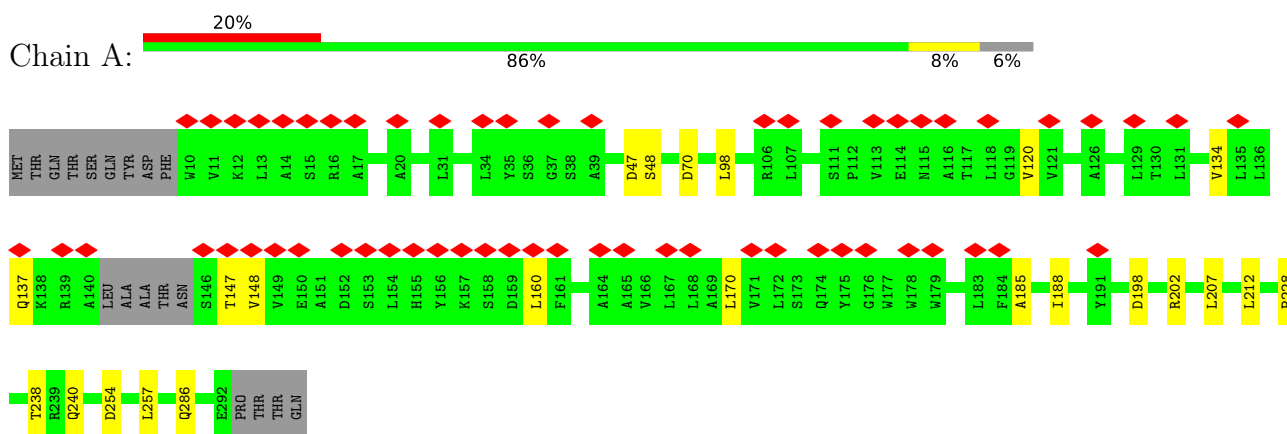 20%
Chain A:
86% 8% 6%
MET THR GLN THR THR SER GLN TYR ASP PHE W10 V11 K12 L13 A14 S15 R16 A17 A20 L31 L34 Y35 S36 G37 S38 A39 D47 S48 D70 L98 R106 L107 S111 P112 V113 E114 N115 A116 T117 L118 G119 V120 V121 A126 L129 T130 L131 V134 L135 L136
Q137 K138 R139 A140 LEU ALA ALA THR ASN S146 T147 V148 V149 E150 A151 D152 S153 L154 H155 Y156 K157 S158 D159 L160 F161 A164 A165 V166 L167 L168 A169 L170 V171 L172 S173 Q174 Y175 G176 W177 W178 W179 L183 F184 A185 I188 Y191 D198 R202 L207 L212 R228
T238 R239 Q240 D254 L257 Q286 E292 PRO THR THR GLN